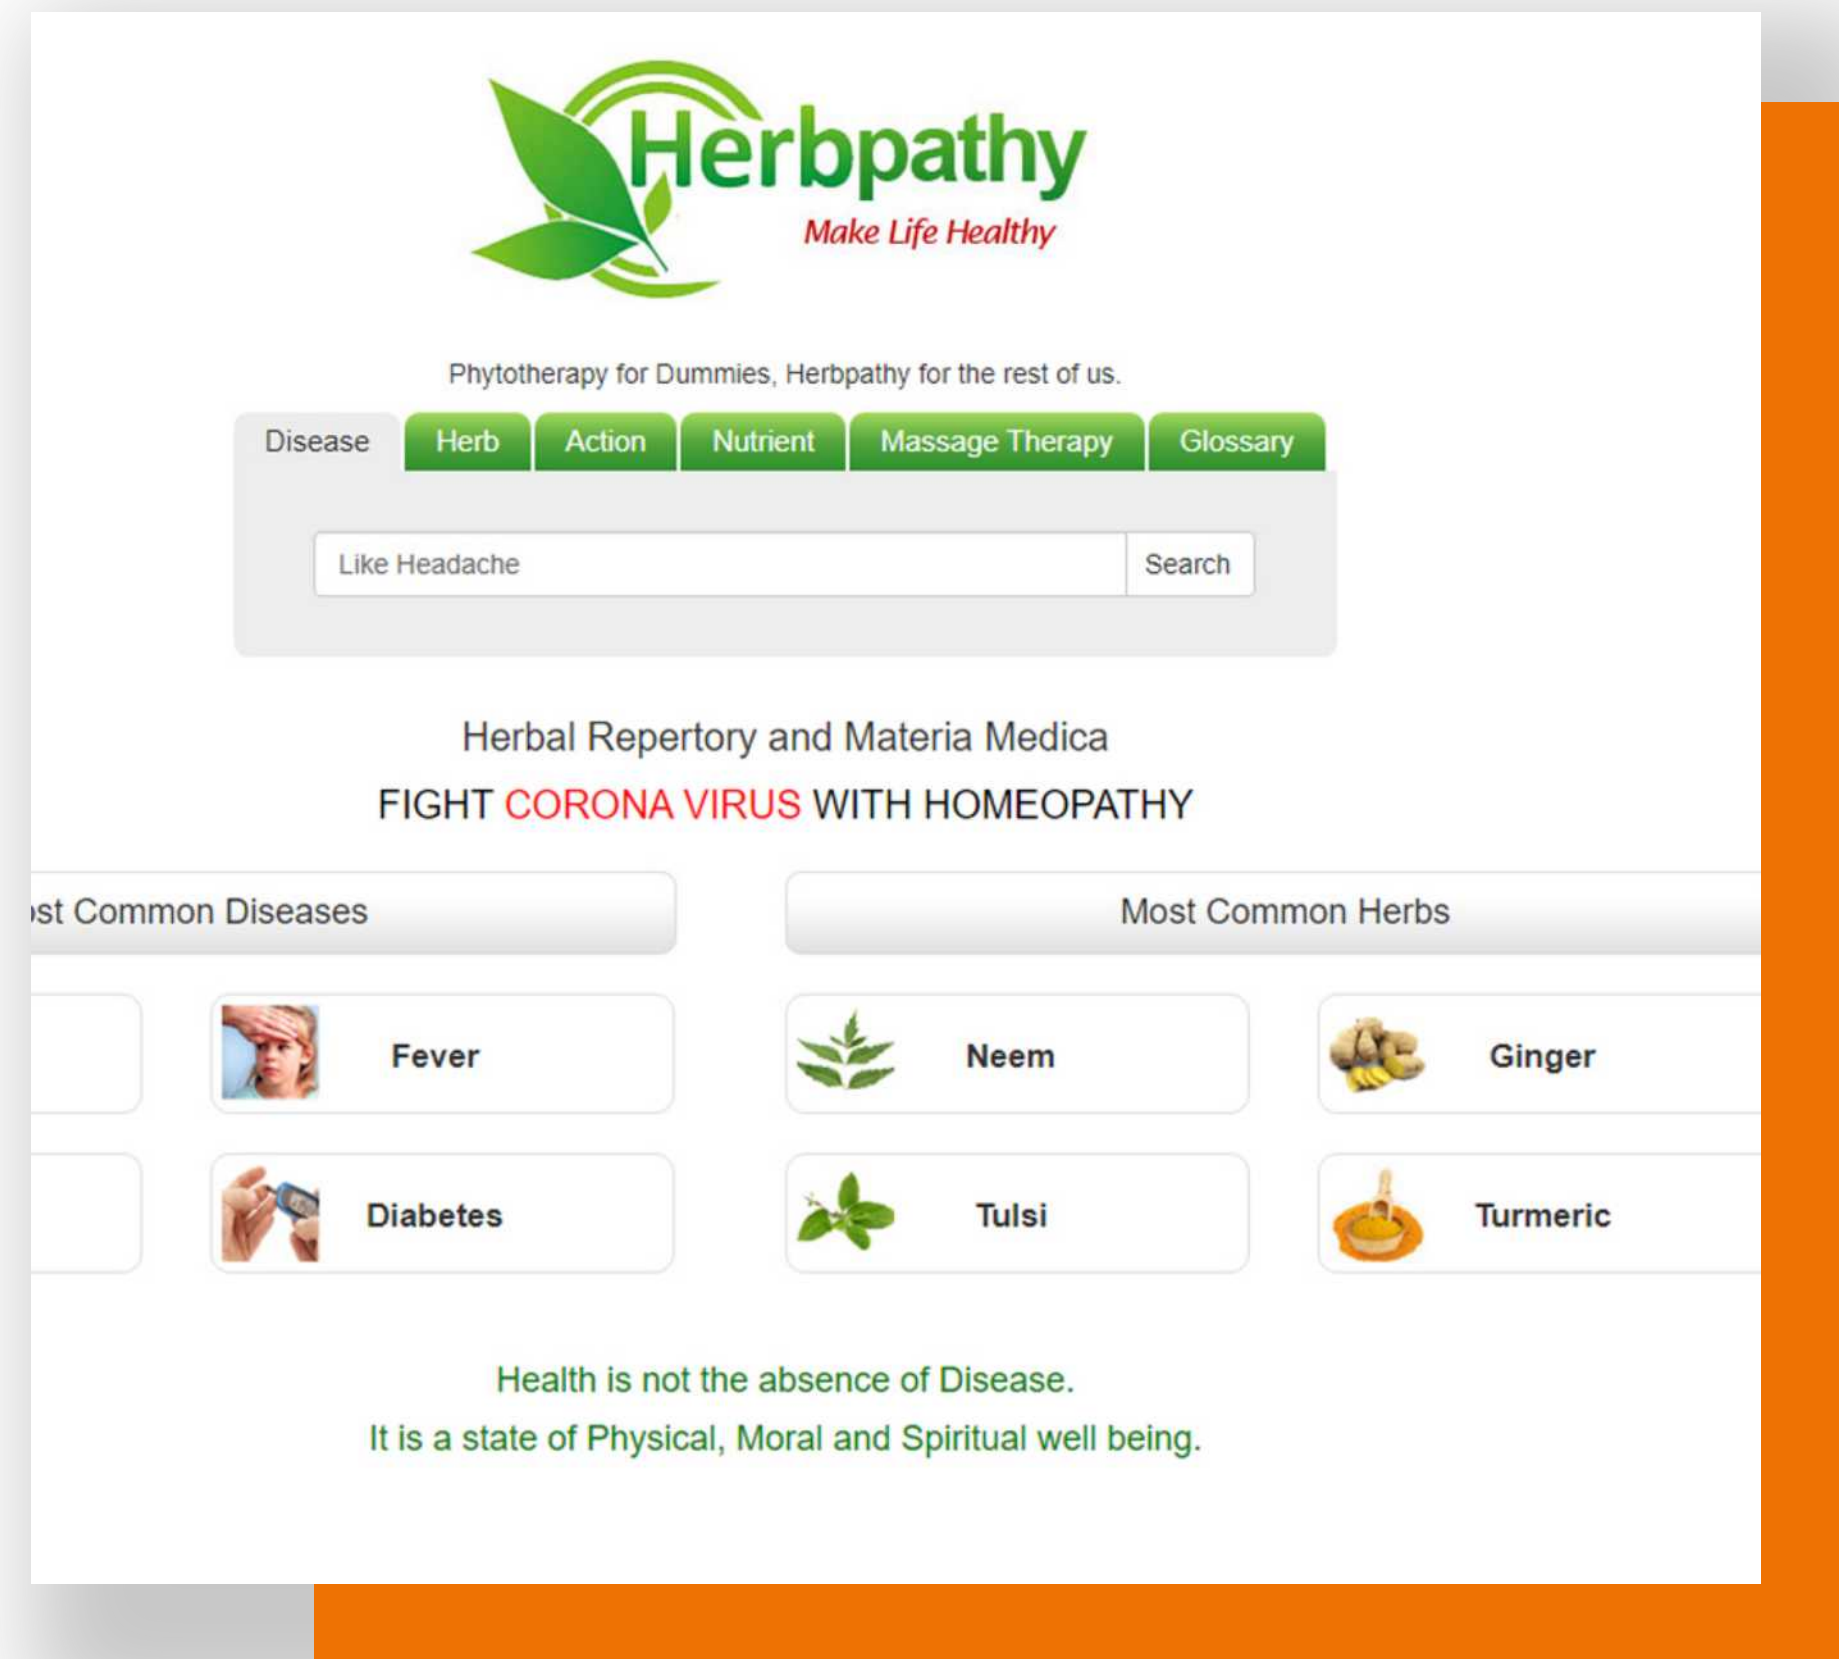 Herbpathy
Make Life Healthy
Phytotherapy for Dummies, Herbpathy for the rest of us.
Disease Herb Action Nutrient Massage Therapy Glossary
Like Headache Search
Herbal Repertory and Materia Medica
FIGHT CORONA VIRUS WITH HOMEOPATHY
Common Diseases Most Common Herbs
Fever Neem Ginger
Diabetes Tulsi Turmeric
Health is not the absence of Disease.
It is a state of Physical, Moral and Spiritual well being.